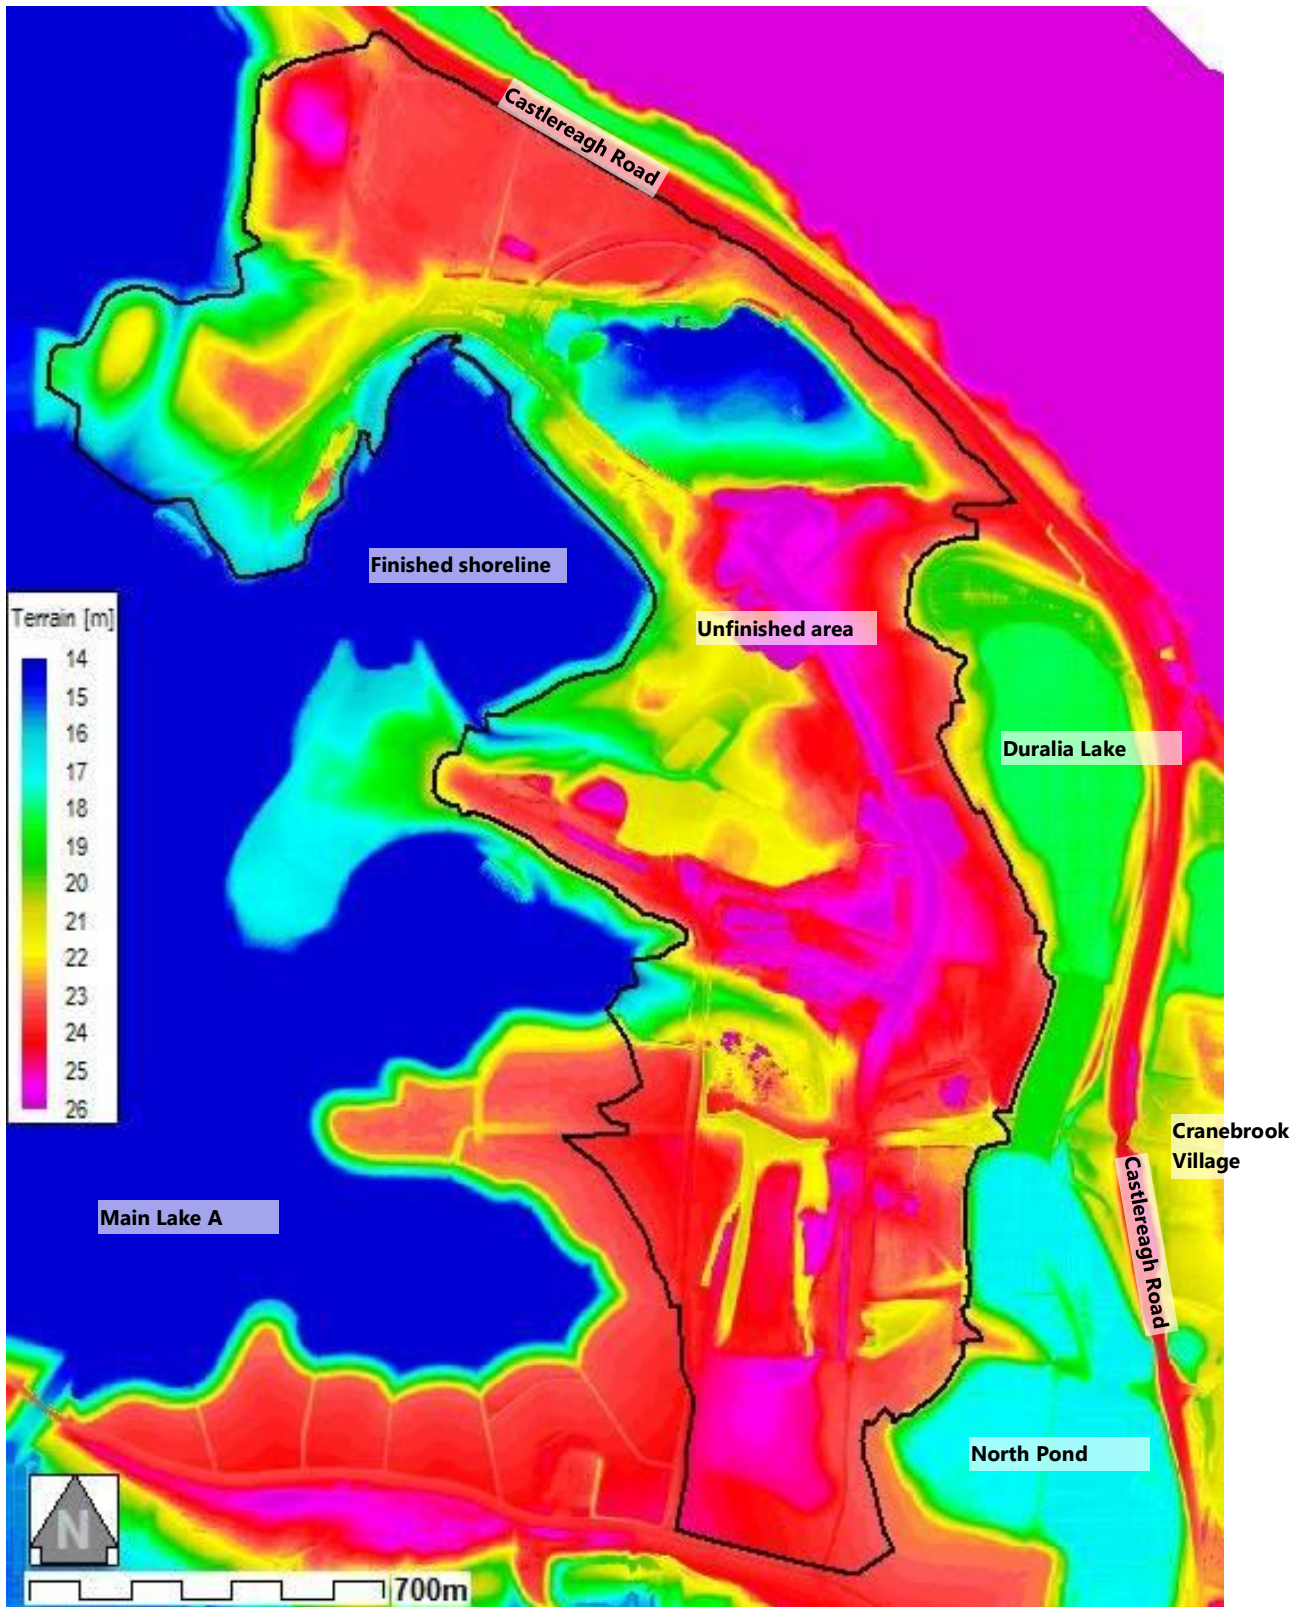 Castlereagh Road
Finished shoreline
Terrain [m]
14
15
16
17
18
19
20
21
22
23
24
25
26
Unfinished area
Duralia Lake
Cranebrook
Village
Castlereagh Road
Main Lake A
North Pond
N
700m